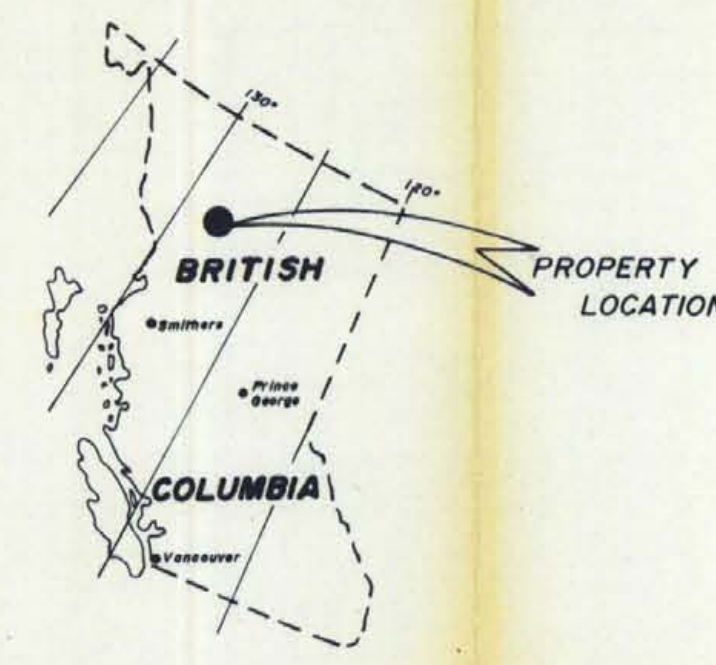 130°
120°
BRITISH
PROPERTY
LOCATION
Smithers
Prince
George
COLUMBIA
Vancouver